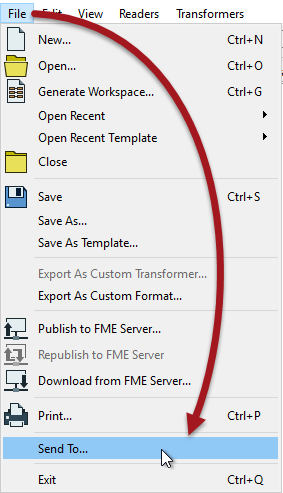 File Edit View Readers Transformers
New... Ctrl+N
Open... Ctrl+O
Generate Workspace... Ctrl+G
Open Recent
Open Recent Template
Close
Save Ctrl+S
Save As...
Save As Template...
Export As Custom Transformer...
Export As Custom Format...
Publish to FME Server...
Republish to FME Server
Download from FME Server...
Print... Ctrl+P
Send To...
Exit Ctrl+Q